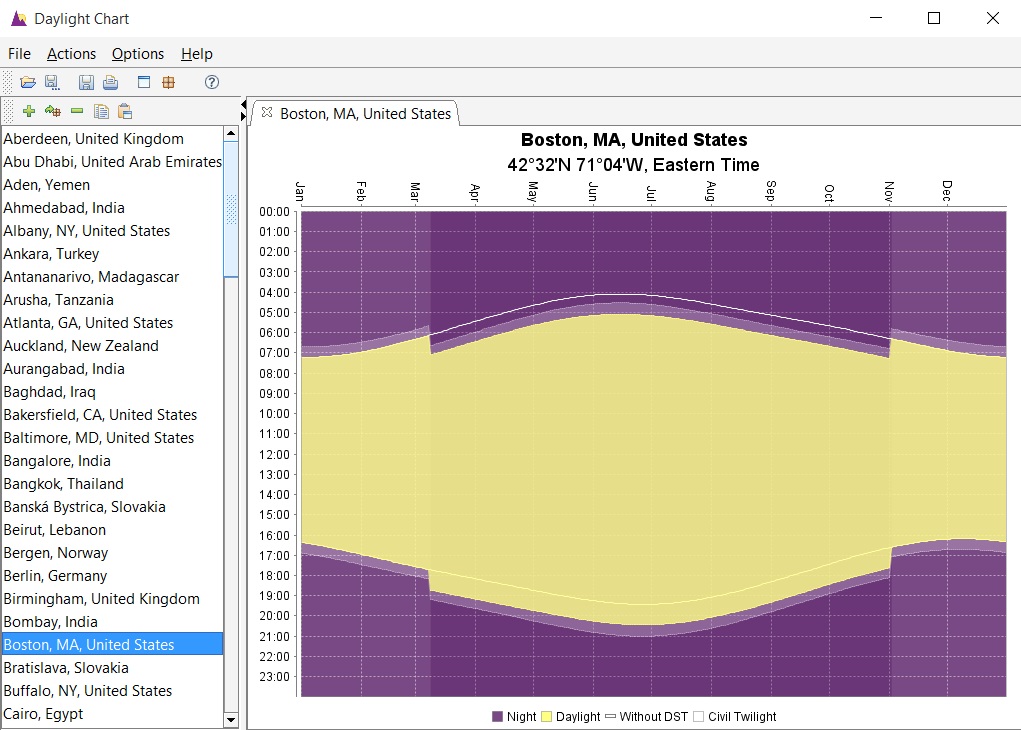 Daylight Chart
File Actions Options Help
Aberdeen, United Kingdom
Abu Dhabi, United Arab Emirates
Aden, Yemen
Ahmedabad, India
Albany, NY, United States
Ankara, Turkey
Antananarivo, Madagascar
Arusha, Tanzania
Atlanta, GA, United States
Auckland, New Zealand
Aurangabad, India
Baghdad, Iraq
Bakersfield, CA, United States
Baltimore, MD, United States
Bangalore, India
Bangkok, Thailand
Banská Bystrica, Slovakia
Beirut, Lebanon
Bergen, Norway
Berlin, Germany
Birmingham, United Kingdom
Bombay, India
Boston, MA, United States
Bratislava, Slovakia
Buffalo, NY, United States
Cairo, Egypt
Boston, MA, United States
Boston, MA, United States
42°32'N 71°04'W, Eastern Time
Jan Feb Mar Apr May Jun Jul Aug Sep Oct Nov Dec
00:00
01:00
02:00
03:00
04:00
05:00
06:00
07:00
08:00
09:00
10:00
11:00
12:00
13:00
14:00
15:00
16:00
17:00
18:00
19:00
20:00
21:00
22:00
23:00
Night Daylight Without DST Civil Twilight